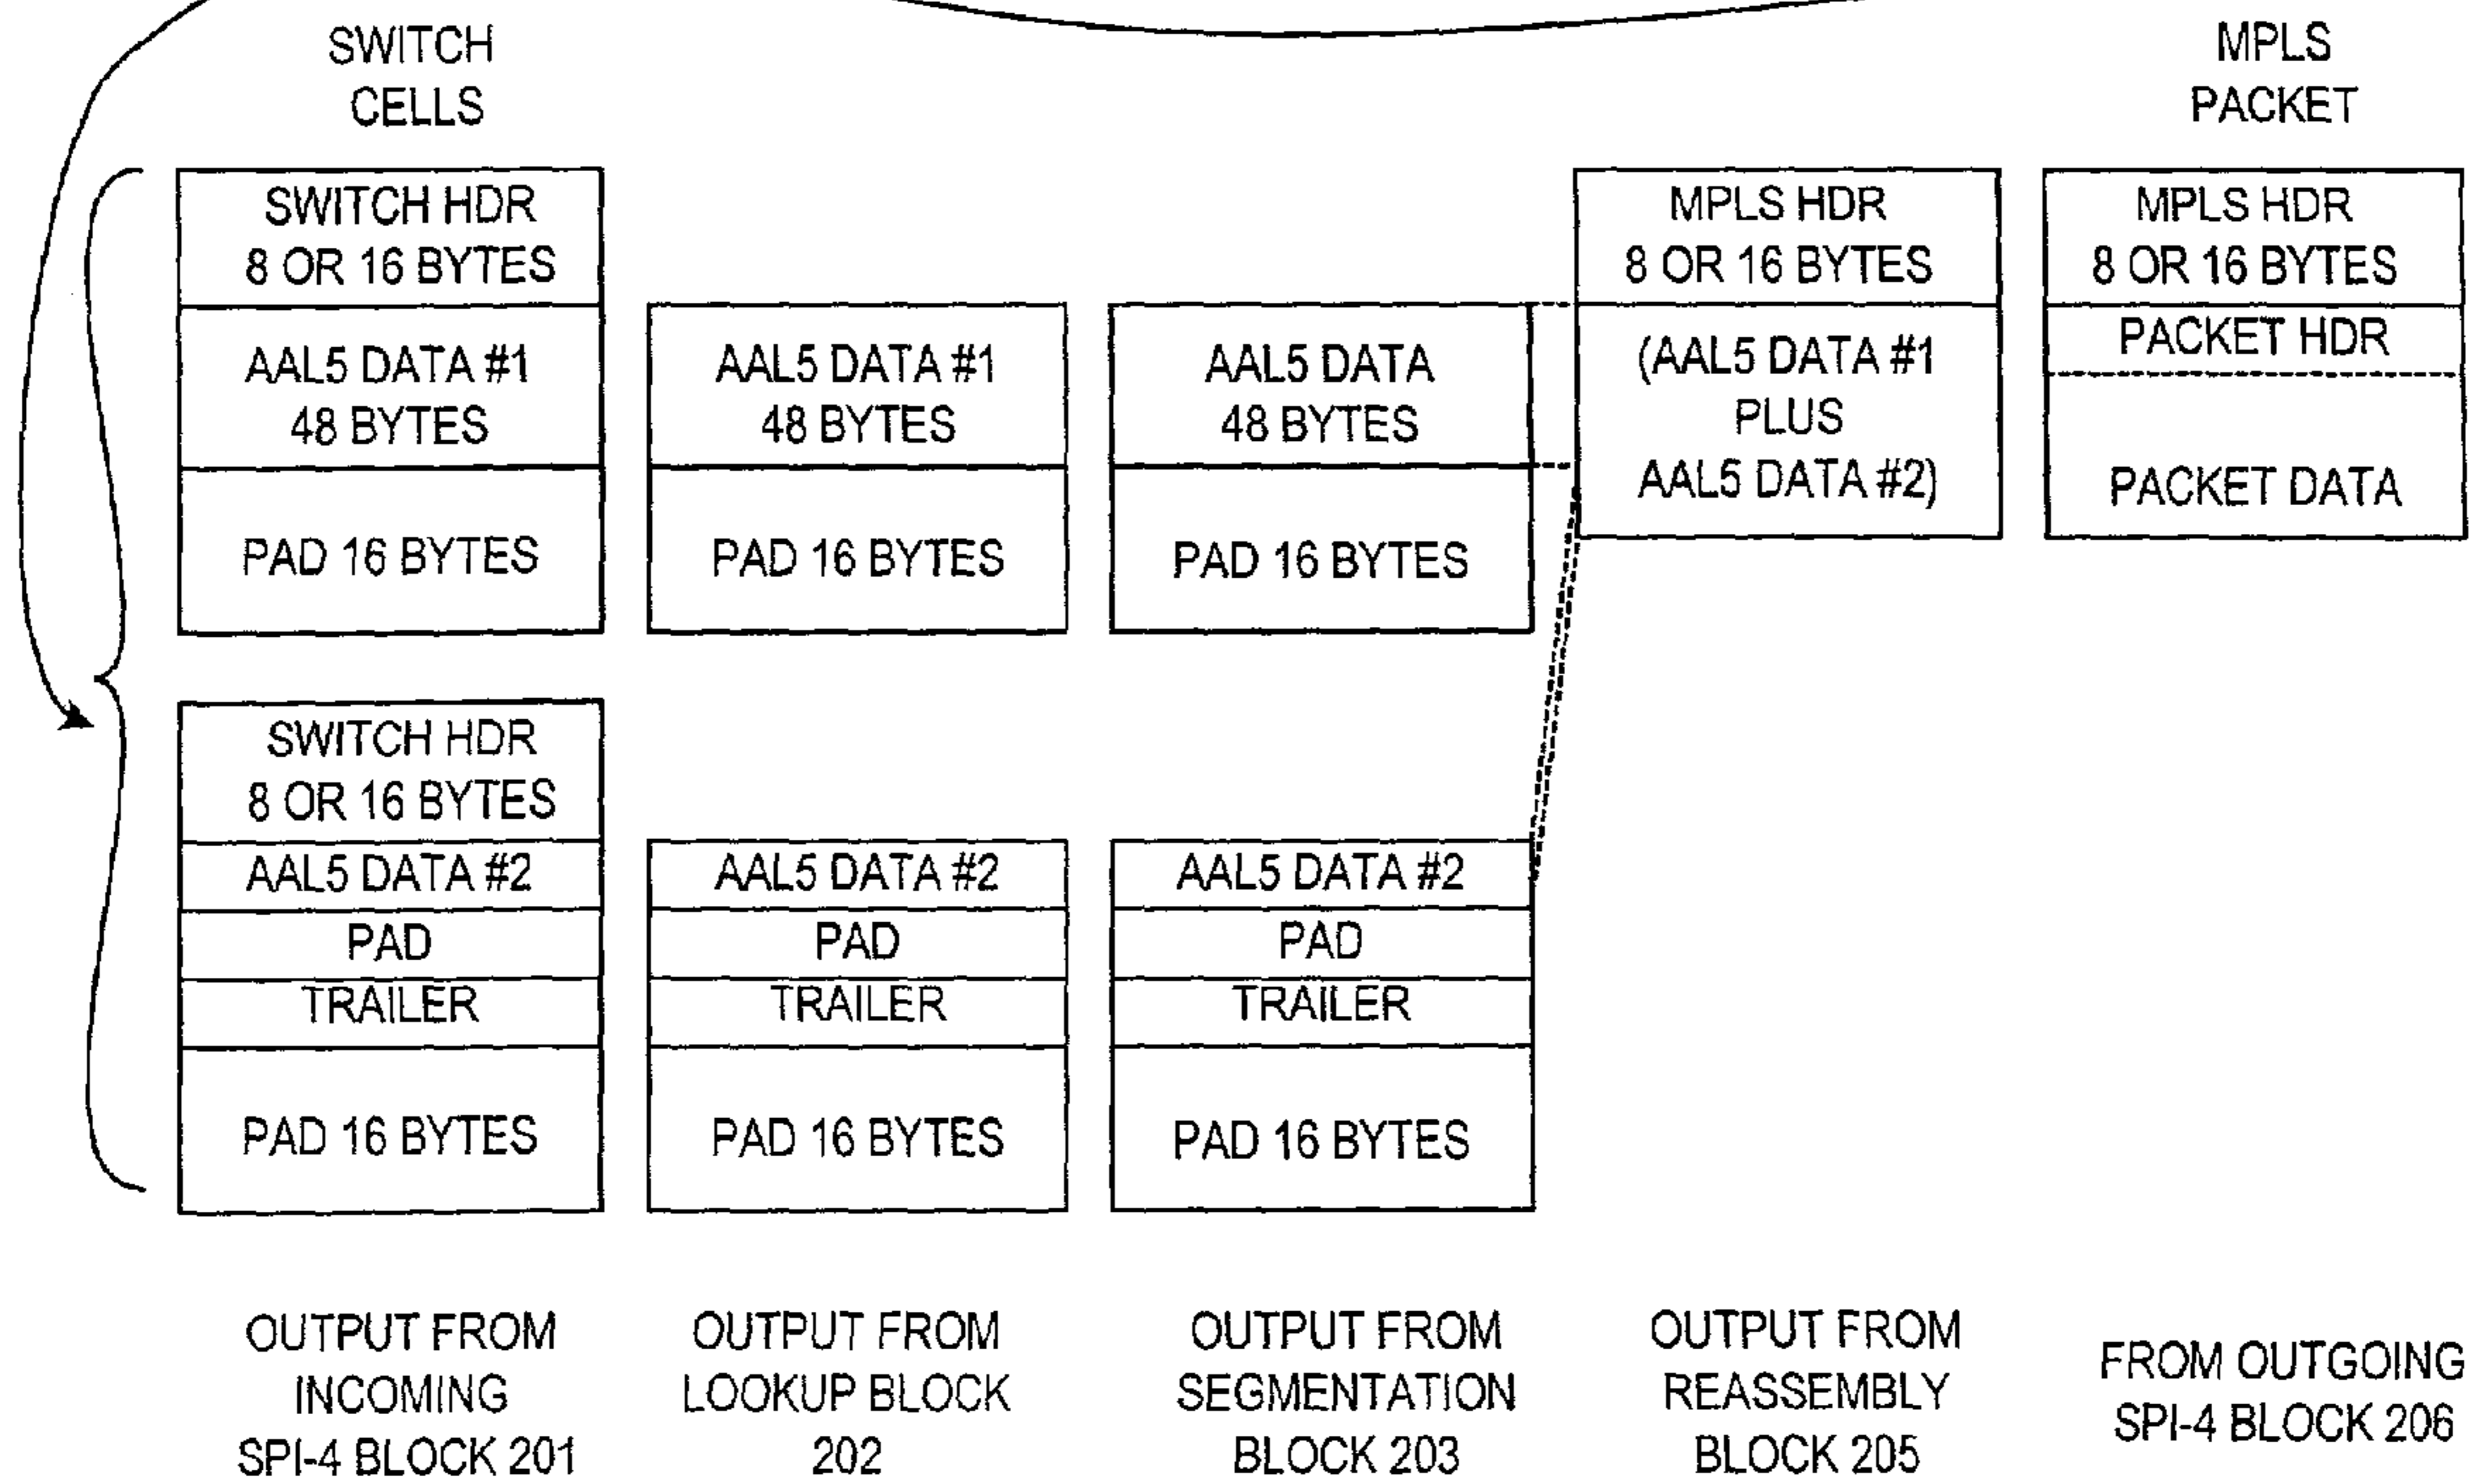 SWITCH
CELLS
MPLS
PACKET
SWITCH HDR
8 OR 16 BYTES
AAL5 DATA #1
48 BYTES
PAD 16 BYTES
AAL5 DATA #1
48 BYTES
PAD 16 BYTES
AAL5 DATA
48 BYTES
PAD 16 BYTES
MPLS HDR
8 OR 16 BYTES
(AAL5 DATA #1
PLUS
AAL5 DATA #2)
MPLS HDR
8 OR 16 BYTES
PACKET HDR
PACKET DATA
SWITCH HDR
8 OR 16 BYTES
AAL5 DATA #2
PAD
TRAILER
PAD 16 BYTES
AAL5 DATA #2
PAD
TRAILER
PAD 16 BYTES
AAL5 DATA #2
PAD
TRAILER
PAD 16 BYTES
OUTPUT FROM
INCOMING
SPI-4 BLOCK 201
OUTPUT FROM
LOOKUP BLOCK
202
OUTPUT FROM
SEGMENTATION
BLOCK 203
OUTPUT FROM
REASSEMBLY
BLOCK 205
FROM OUTGOING
SPI-4 BLOCK 206